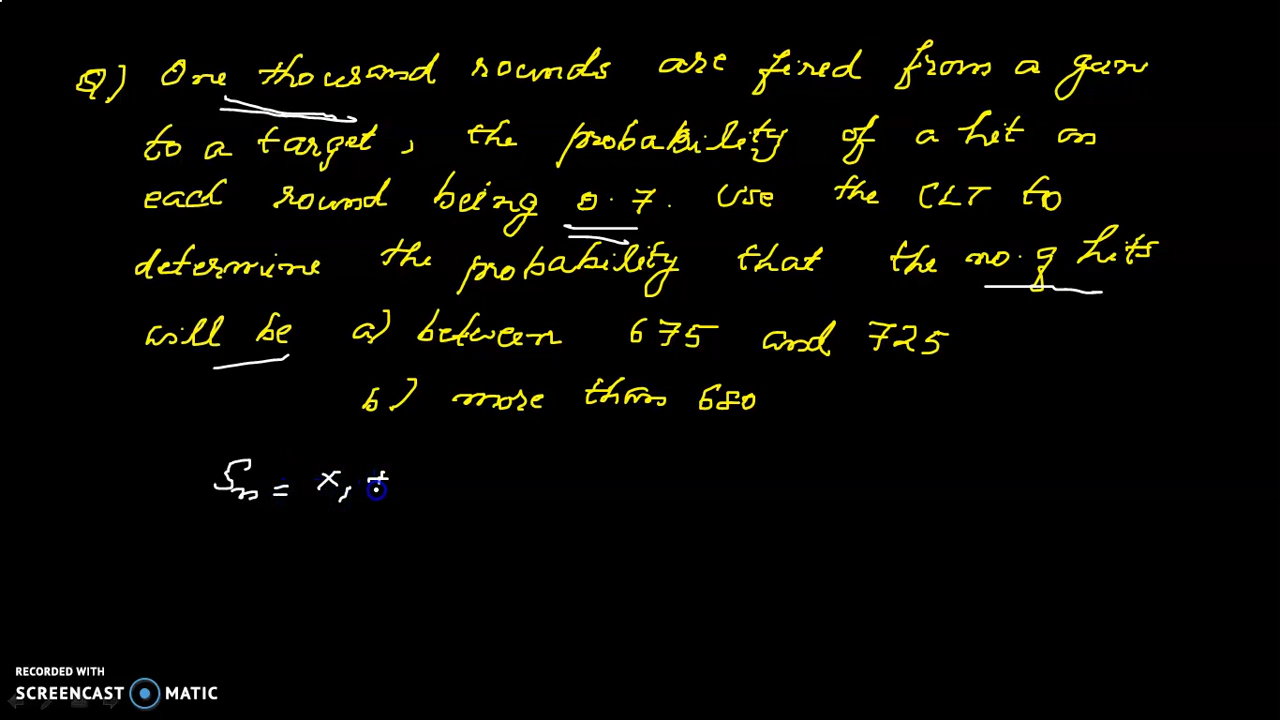 Q) One thousand rounds are fired from a gun
to a target, the probability of a hit on
each round being 0.7. Use the CLT to
determine the probability that the no. of hits
will be a) between 675 and 725
b) more than 680
Sn = X1 +
RECORDED WITH
SCREENCAST MATIC